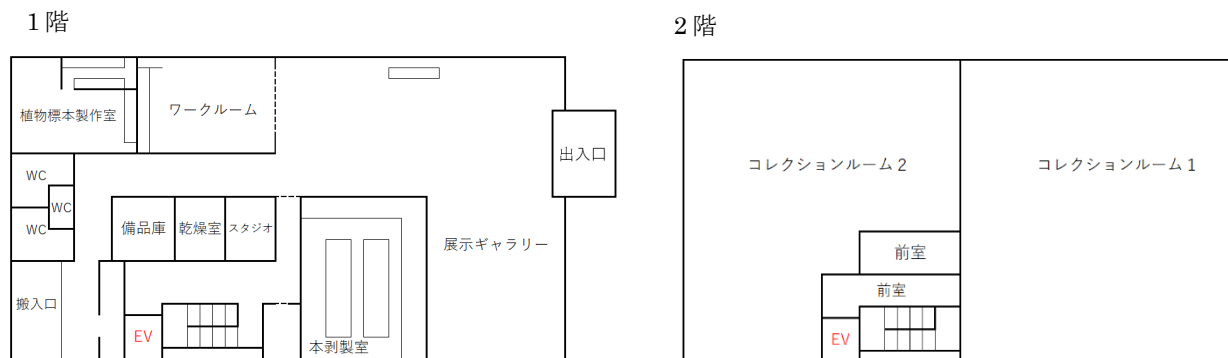 1階
2階
植物標本製作室
ワークルーム
出入口
WC
WC
WC
備品庫
乾燥室
スタジオ
展示ギャラリー
搬入口
EV
本剥製室
コレクションルーム2
コレクションルーム1
前室
前室
EV